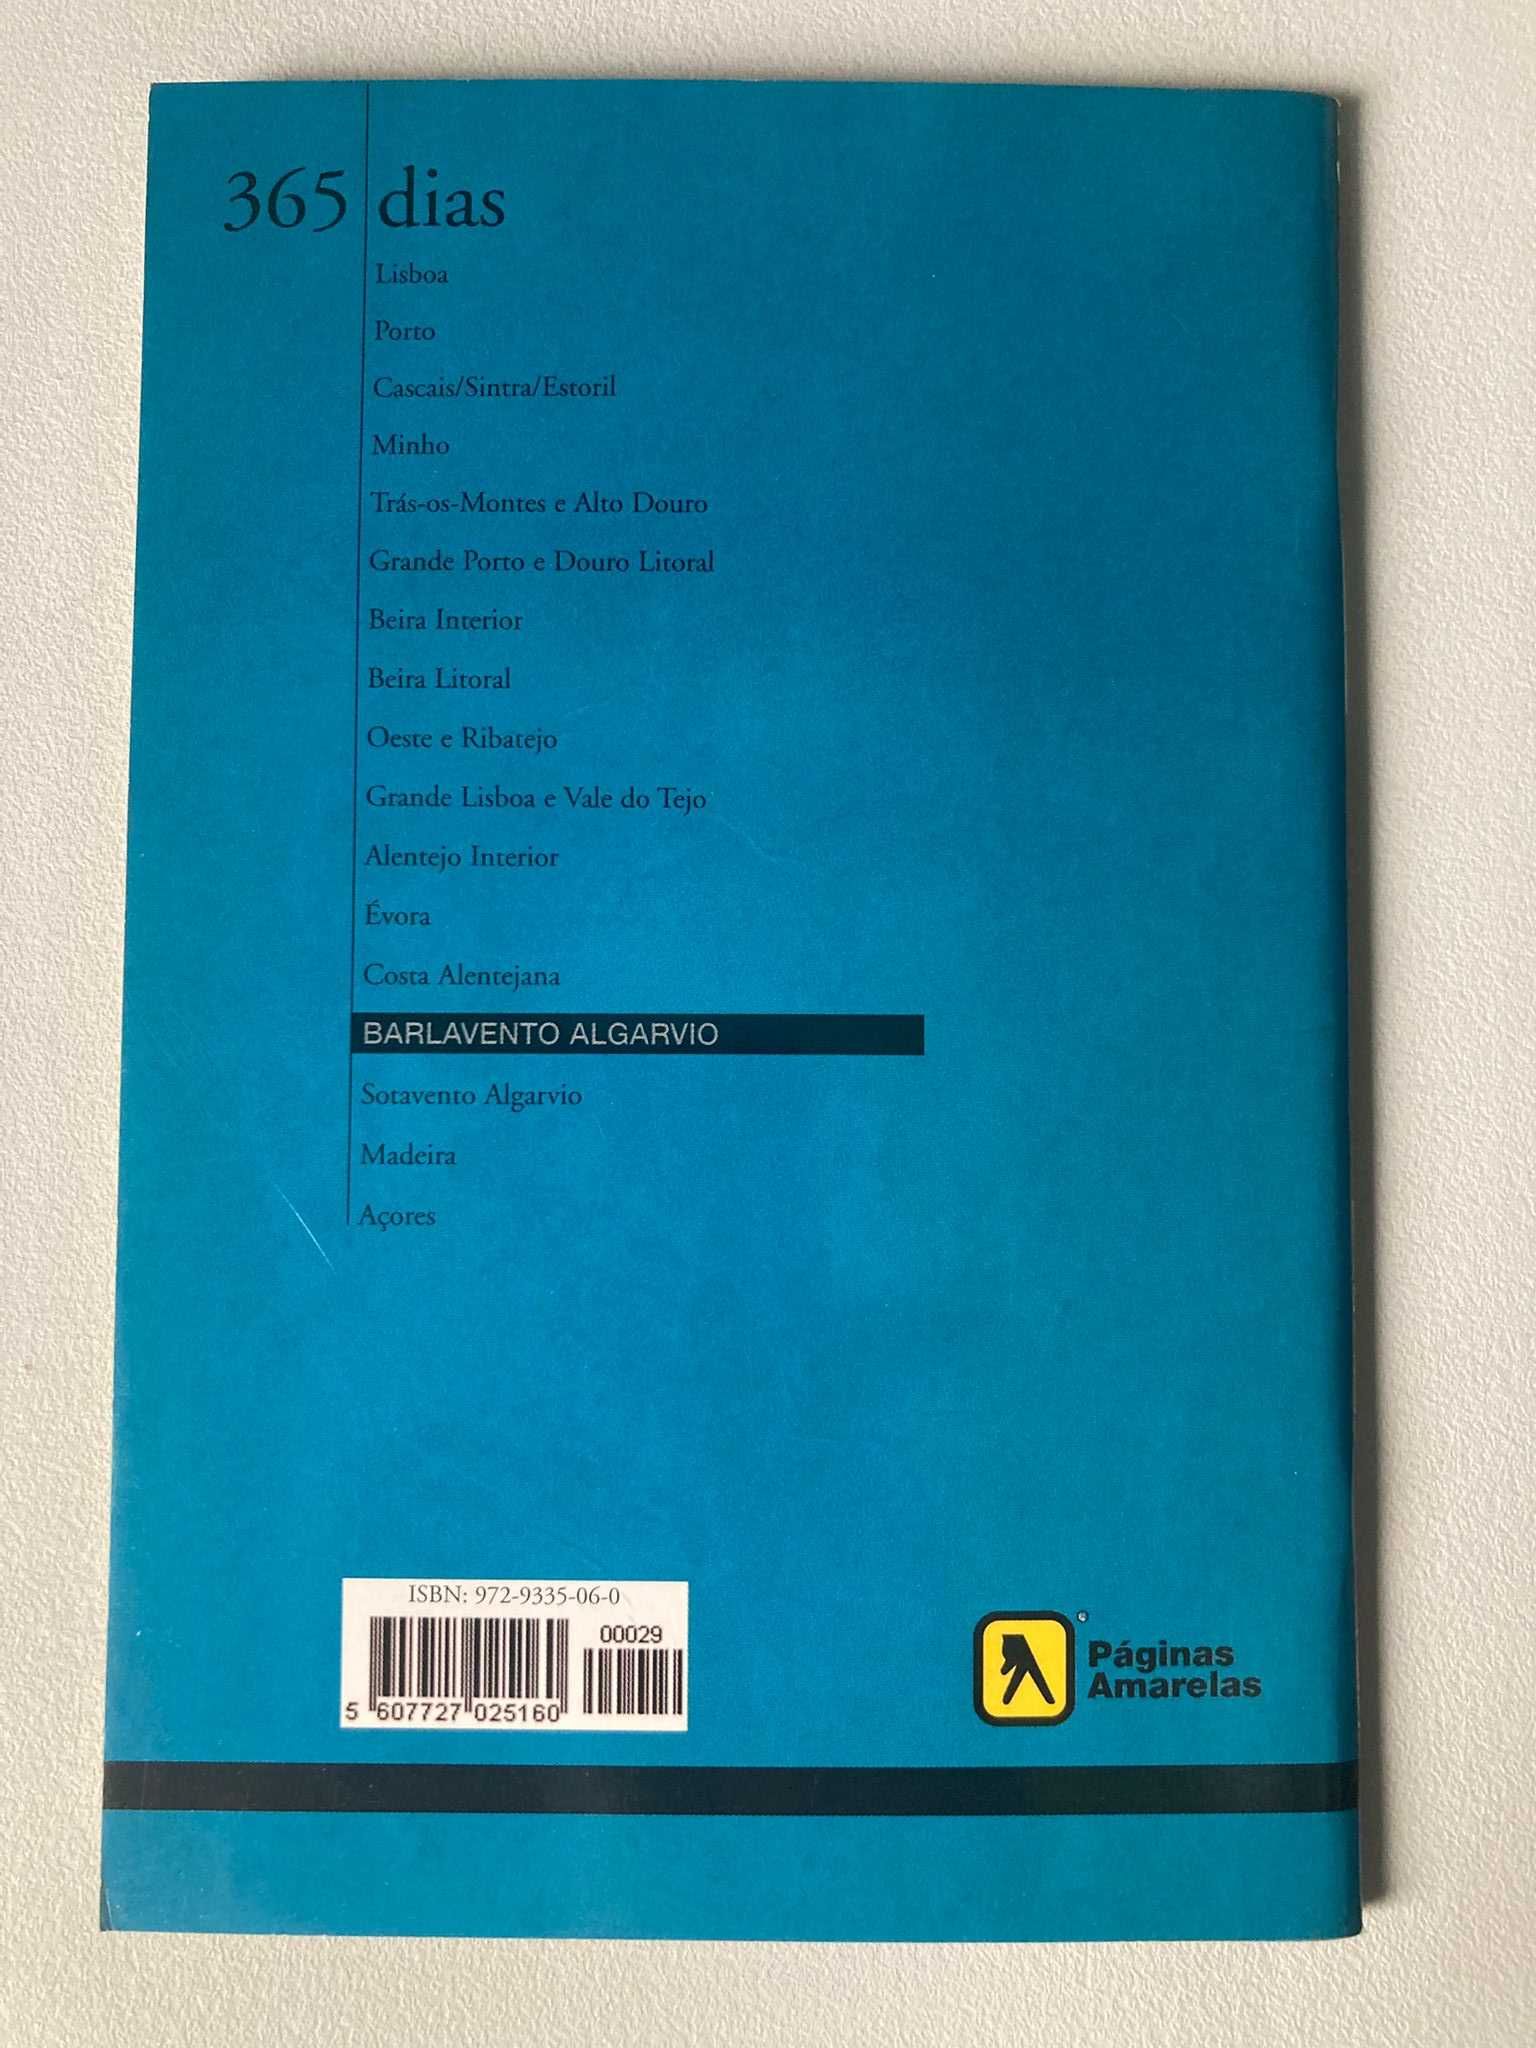 365 dias
Lisboa
Porto
Cascais/Sintra/Estoril
Minho
Trás-os-Montes e Alto Douro
Grande Porto e Douro Litoral
Beira Interior
Beira Litoral
Oeste e Ribatejo
Grande Lisboa e Vale do Tejo
Alentejo Interior
Évora
Costa Alentejana
BARLAVENTO ALGARVIO
Sotavento Algarvio
Madeira
Açores
ISBN: 972-9335-06-0
00029
5 607727 025160
®
Páginas
Amarelas